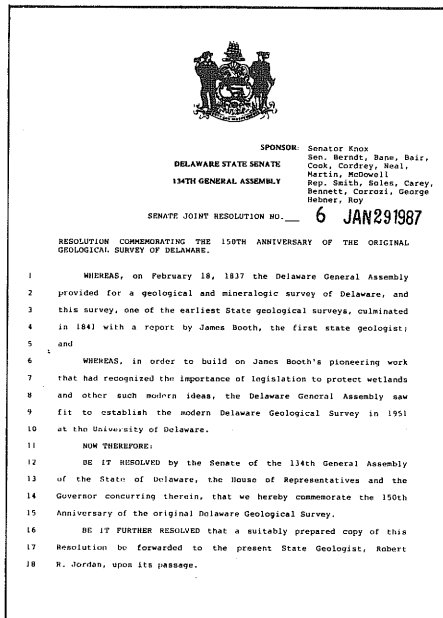 SPONSOR: Senator Knox
Sen. Berndt, Bane, Bair,
DELAWARE STATE SENATE Cook, Cordrey, Neal,
Martin, McDowell
134TH GENERAL ASSEMBLY Rep. Smith, Soles, Carey,
Bennett, Corrozi, George
Hebner, Roy
SENATE JOINT RESOLUTION NO. 6 JAN 29 1987
RESOLUTION COMMEMORATING THE 150TH ANNIVERSARY OF THE ORIGINAL
GEOLOGICAL SURVEY OF DELAWARE.
1 WHEREAS, on February 18, 1837 the Delaware General Assembly
2 provided for a geological and mineralogic survey of Delaware, and
3 this survey, one of the earliest State geological surveys, culminated
4 in 1841 with a report by James Booth, the first state geologist;
5 and
6 WHEREAS, in order to build on James Booth's pioneering work
7 that had recognized the importance of legislation to protect wetlands
8 and other such modern ideas, the Delaware General Assembly saw
9 fit to establish the modern Delaware Geological Survey in 1951
10 at the University of Delaware.
11 NOW THEREFORE:
12 BE IT RESOLVED by the Senate of the 134th General Assembly
13 of the State of Delaware, the House of Representatives and the
14 Governor concurring therein, that we hereby commemorate the 150th
15 Anniversary of the original Delaware Geological Survey.
16 BE IT FURTHER RESOLVED that a suitably prepared copy of this
17 Resolution be forwarded to the present State Geologist, Robert
18 R. Jordan, upon its passage.